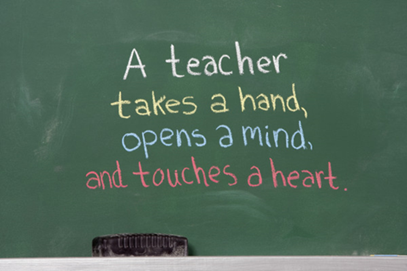 A teacher
takes a hand,
opens a mind,
and touches a heart.